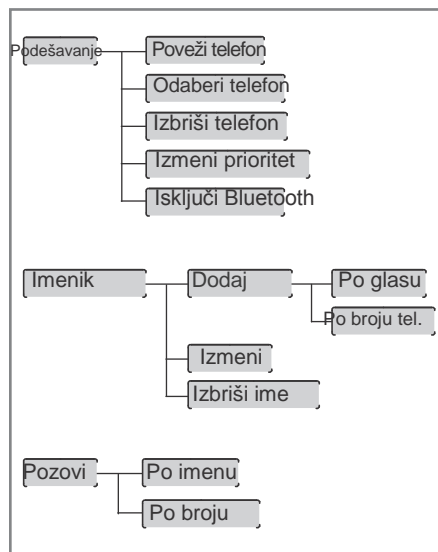 Podešavanje
Poveži telefon
Odaberi telefon
Izbriši telefon
Izmeni prioritet
Isključi Bluetooth
Imenik
Dodaj
Po glasu
Po broju tel.
Izmeni
Izbriši ime
Pozovi
Po imenu
Po broju